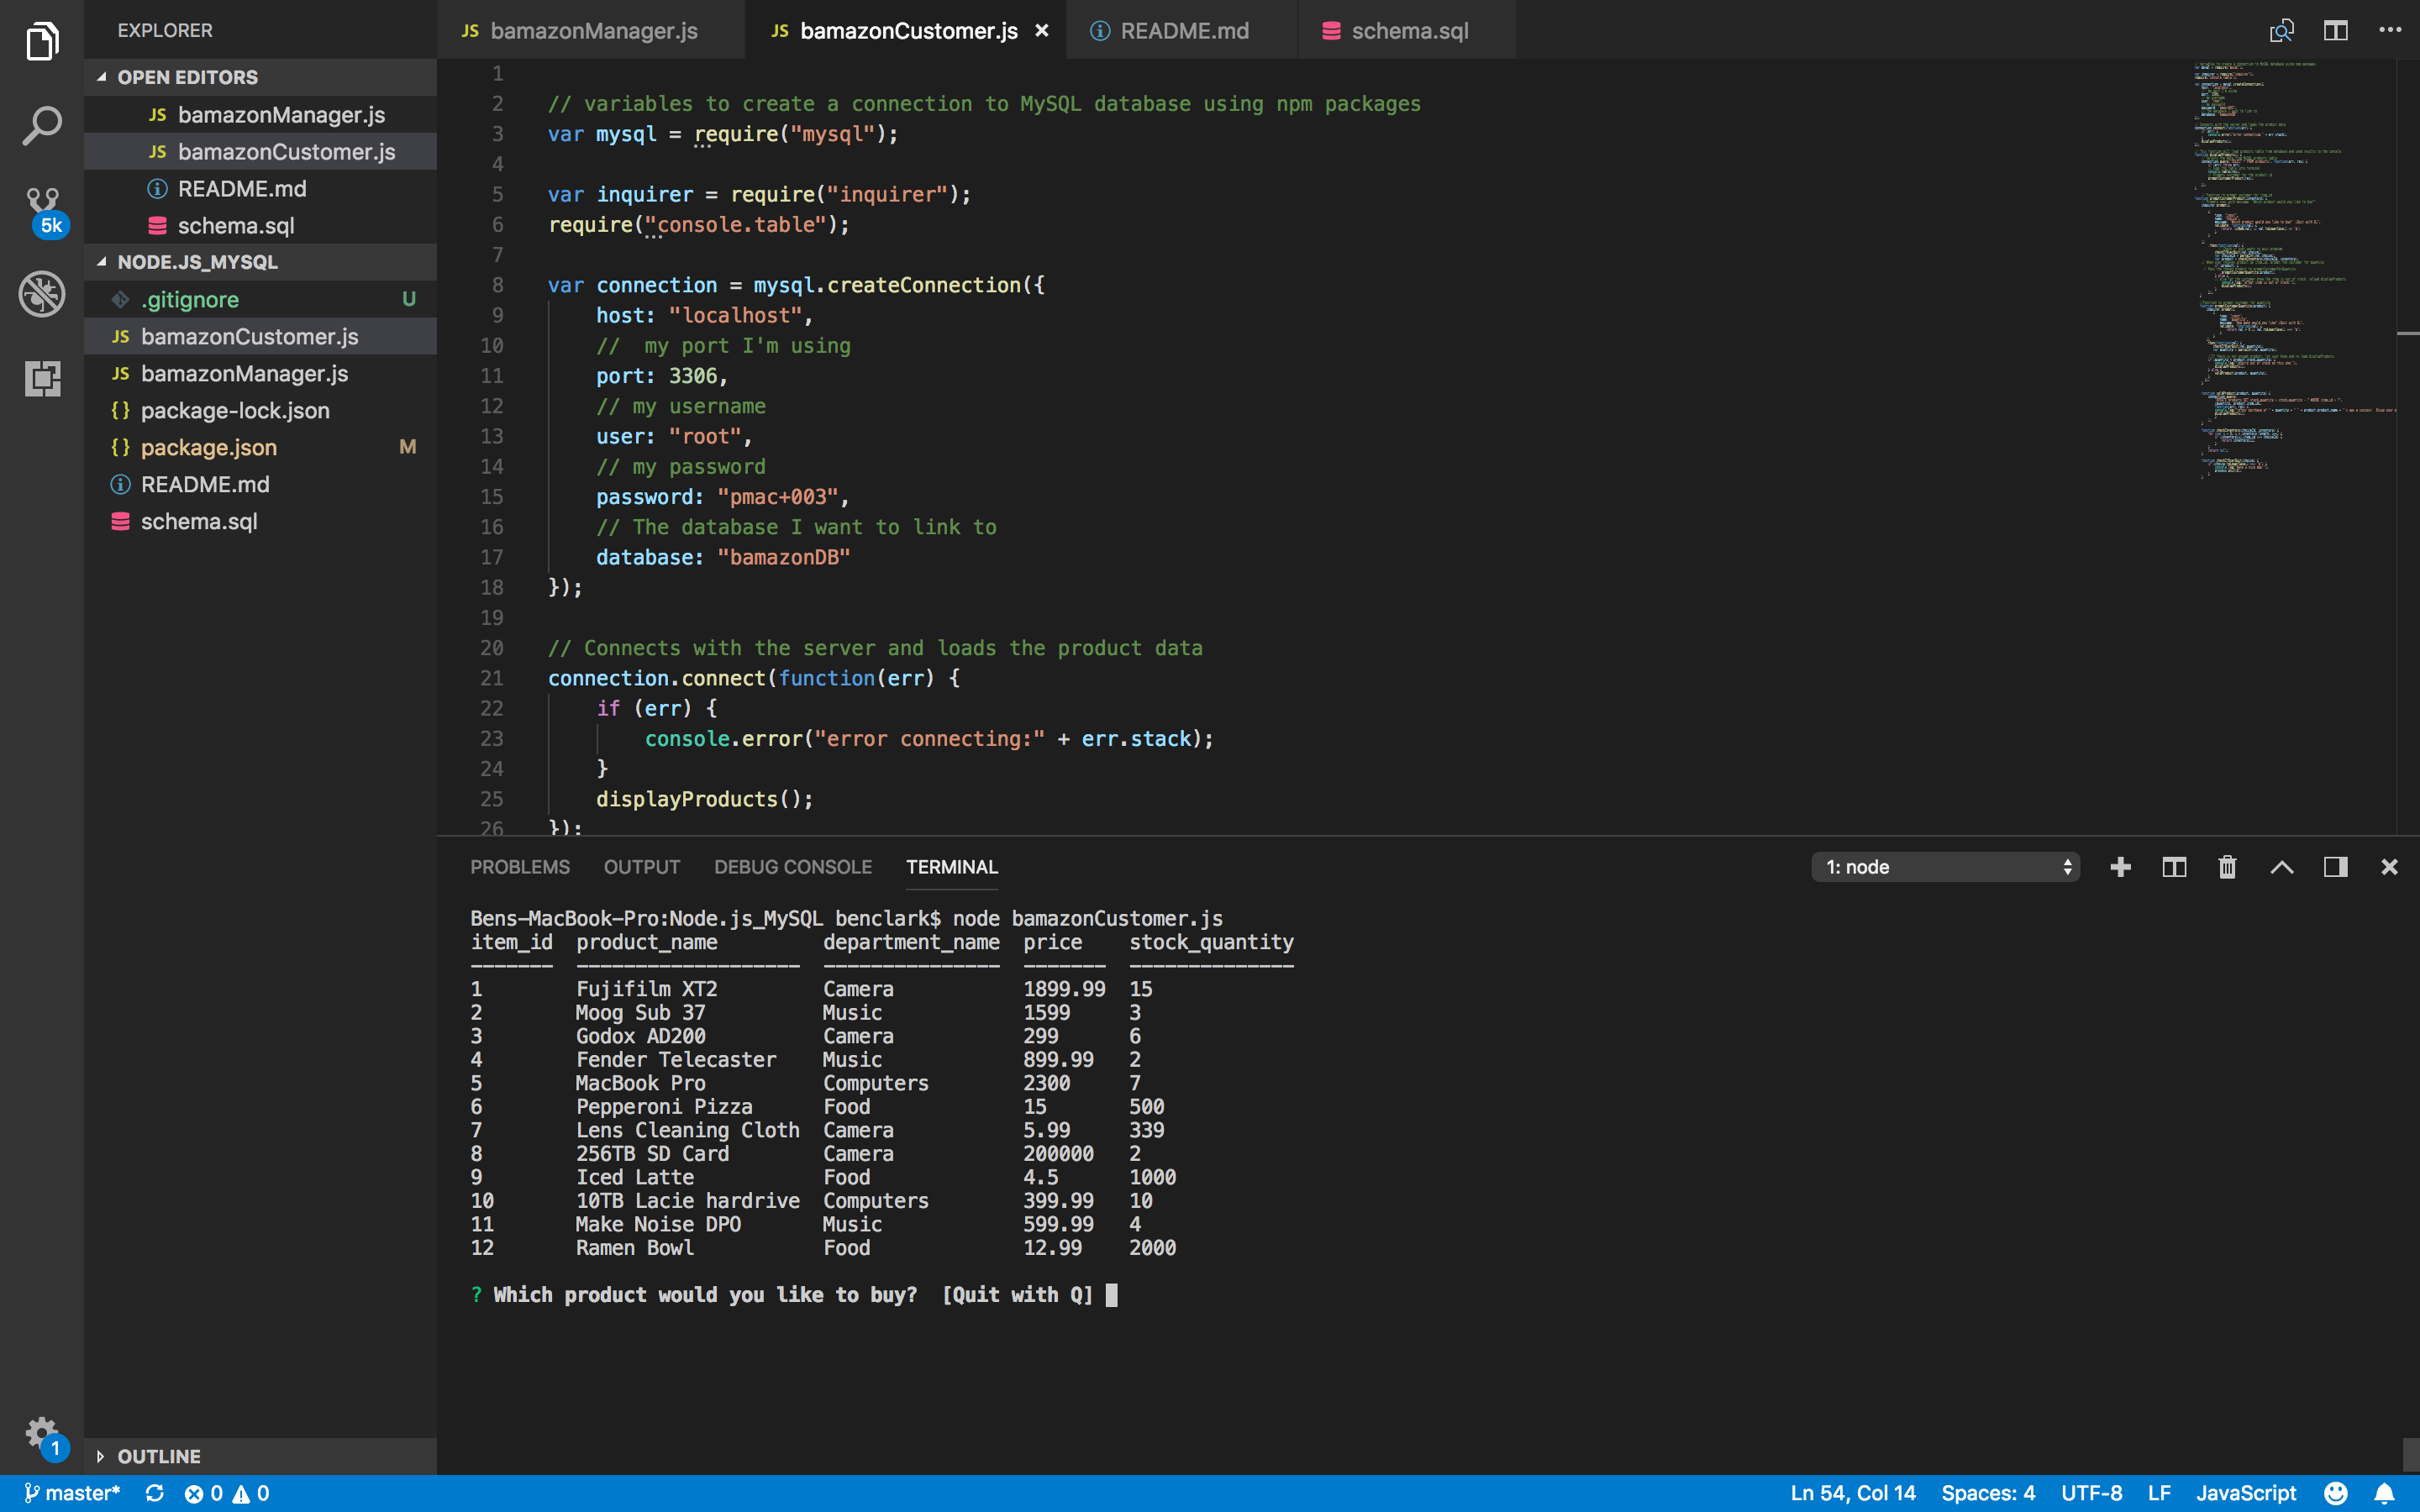 EXPLORER
OPEN EDITORS
JS bamazonManager.js
JS bamazonCustomer.js
README.md
schema.sql
5k
NODE.JS_MYSQL
.gitignore U
JS bamazonCustomer.js
JS bamazonManager.js
{} package-lock.json
{} package.json M
README.md
schema.sql
OUTLINE
1
JS bamazonManager.js JS bamazonCustomer.js × README.md schema.sql
1
2 // variables to create a connection to MySQL database using npm packages
3 var mysql = require("mysql");
4
5 var inquirer = require("inquirer");
6 require("console.table");
7
8 var connection = mysql.createConnection({
9 host: "localhost",
10 //  my port I'm using
11 port: 3306,
12 // my username
13 user: "root",
14 // my password
15 password: "pmac+003",
16 // The database I want to link to
17 database: "bamazonDB"
18 });
19
20 // Connects with the server and loads the product data
21 connection.connect(function(err) {
22 if (err) {
23 console.error("error connecting:" + err.stack);
24 }
25 displayProducts();
26 });
PROBLEMS OUTPUT DEBUG CONSOLE TERMINAL 1: node
Bens-MacBook-Pro:Node.js_MySQL benclark$ node bamazonCustomer.js
item_id product_name department_name price stock_quantity
------- ------------------- --------------- ------- --------------
1 Fujifilm XT2 Camera 1899.99 15
2 Moog Sub 37 Music 1599 3
3 Godox AD200 Camera 299 6
4 Fender Telecaster Music 899.99 2
5 MacBook Pro Computers 2300 7
6 Pepperoni Pizza Food 15 500
7 Lens Cleaning Cloth Camera 5.99 339
8 256TB SD Card Camera 200000 2
9 Iced Latte Food 4.5 1000
10 10TB Lacie hardrive Computers 399.99 10
11 Make Noise DPO Music 599.99 4
12 Ramen Bowl Food 12.99 2000
? Which product would you like to buy?  [Quit with Q]
master* 0 0 Ln 54, Col 14 Spaces: 4 UTF-8 LF JavaScript